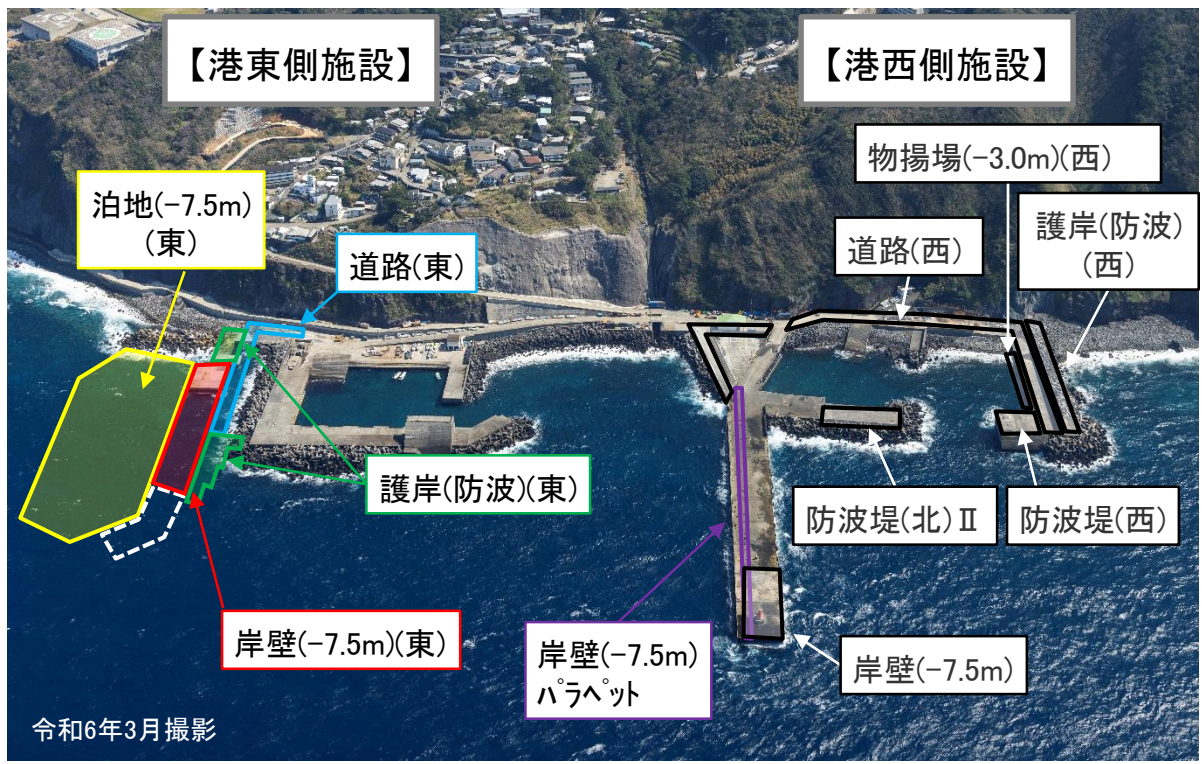 【港東側施設】
【港西側施設】
物揚場(-3.0m)(西)
泊地(-7.5m)
(東)
道路(東)
道路(西)
護岸(防波)
(西)
護岸(防波)(東)
防波堤(北)Ⅱ
防波堤(西)
岸壁(-7.5m)(東)
岸壁(-7.5m)
ﾊﾟﾗﾍﾟｯﾄ
岸壁(-7.5m)
令和6年3月撮影